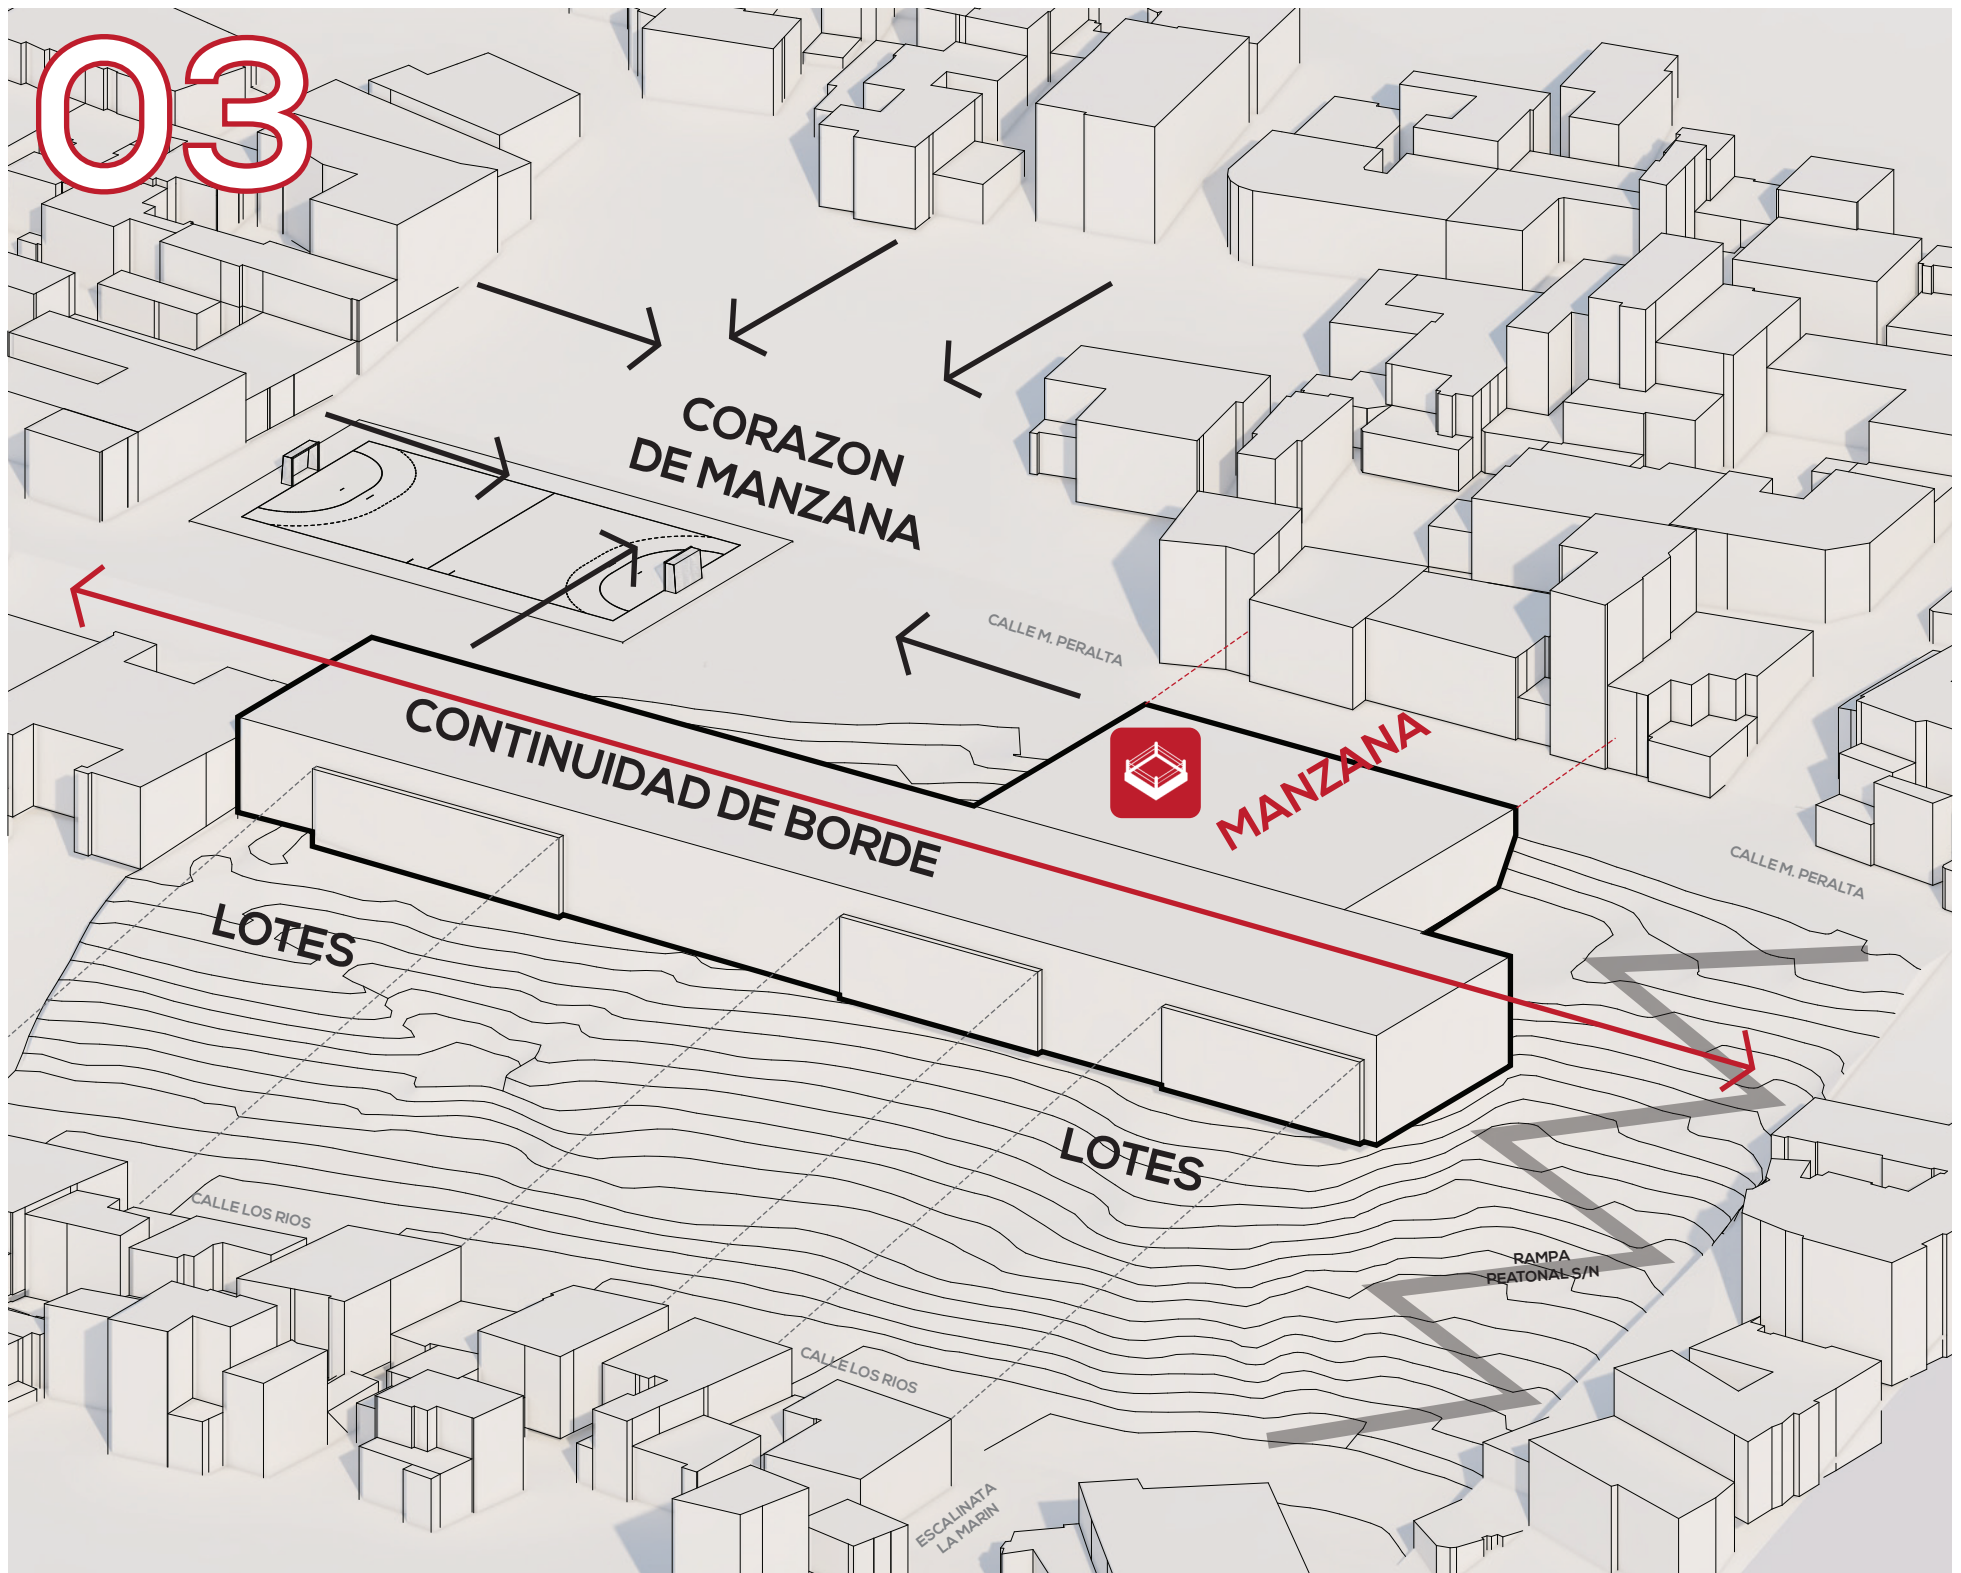 03
CORAZON
DE MANZANA
CALLE M. PERALTA
CONTINUIDAD DE BORDE
MANZANA
CALLE M. PERALTA
LOTES
LOTES
CALLE LOS RIOS
RAMPA
PEATONAL S/N
CALLE LOS RIOS
ESCALINATA
LA MARIN